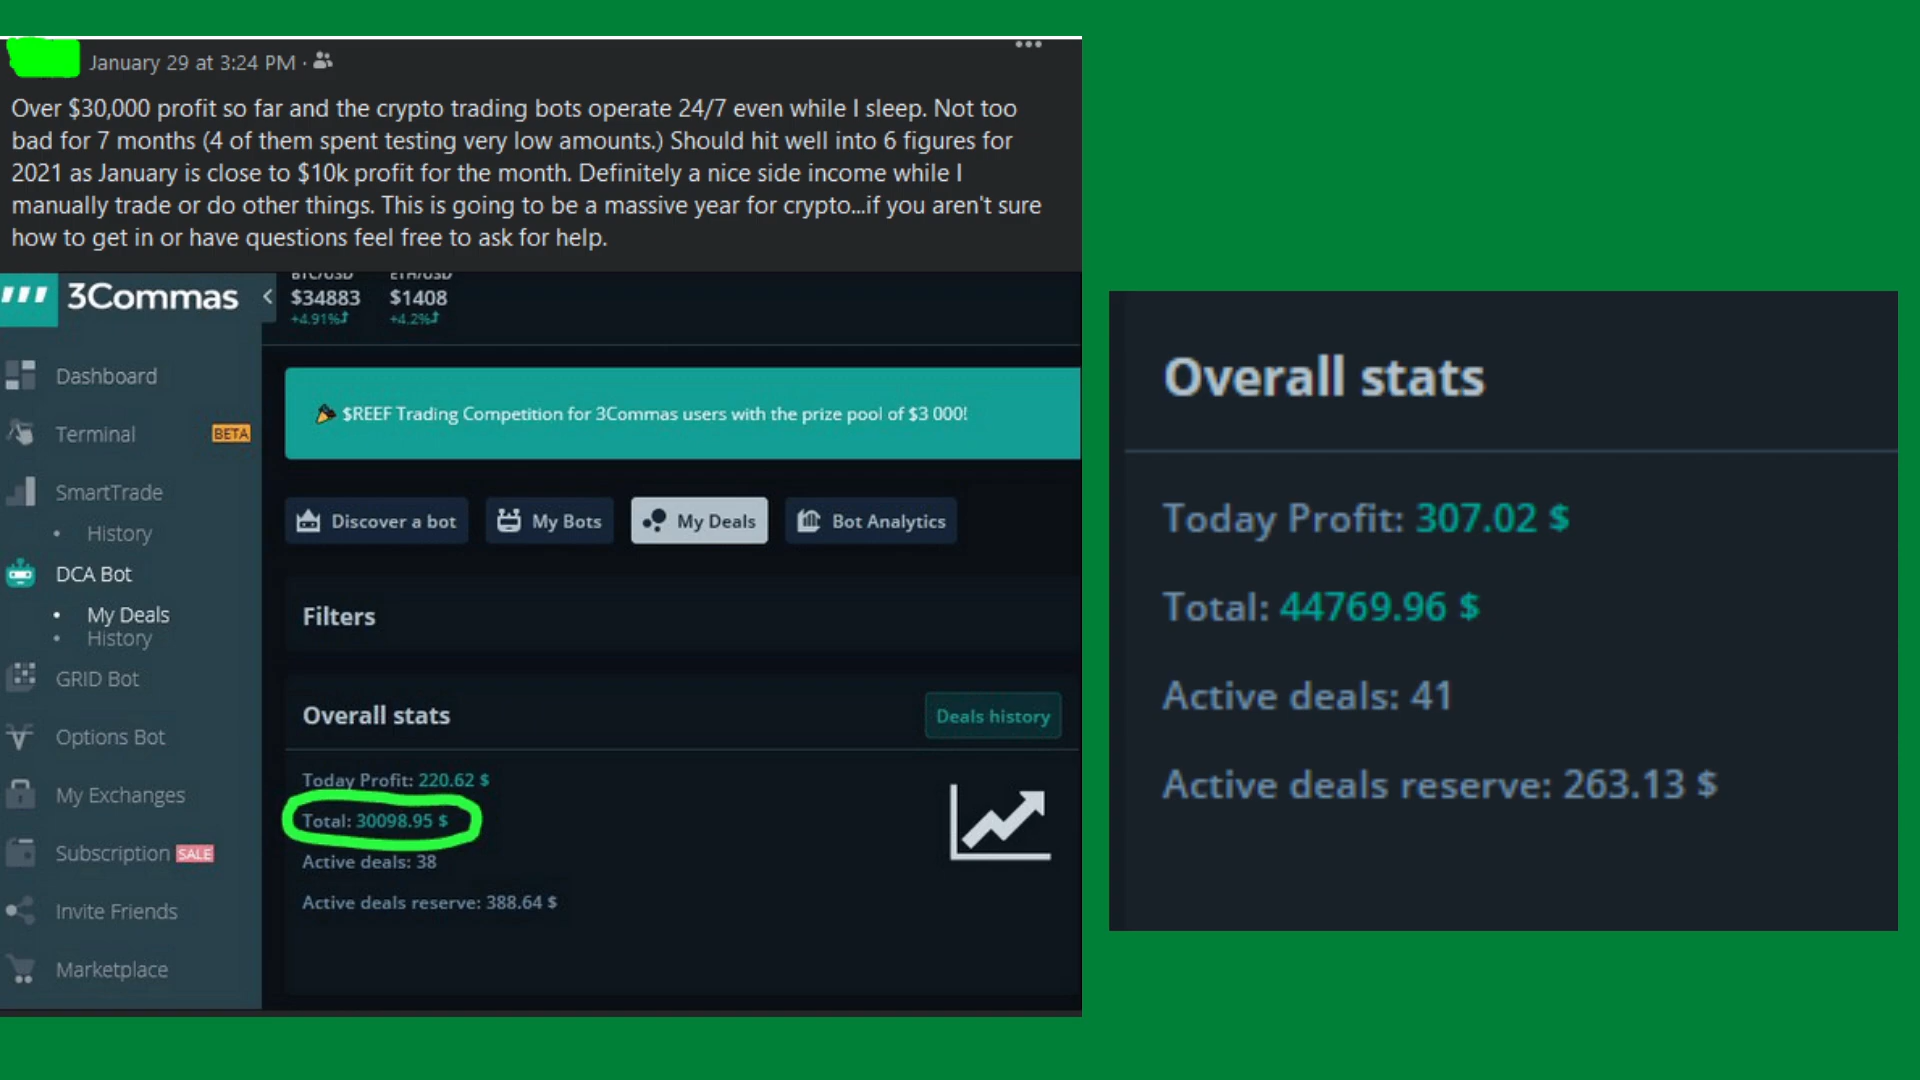 January 29 at 3:24 PM ·
Over $30,000 profit so far and the crypto trading bots operate 24/7 even while I sleep. Not too
bad for 7 months (4 of them spent testing very low amounts.) Should hit well into 6 figures for
2021 as January is close to $10k profit for the month. Definitely a nice side income while I
manually trade or do other things. This is going to be a massive year for crypto...if you aren't sure
how to get in or have questions feel free to ask for help.
3Commas
BTC/USD ETH/USD
$34883 $1408
+4.91% +4.2%
Dashboard
Terminal BETA
SmartTrade
• History
DCA Bot
• My Deals
• History
GRID Bot
Options Bot
My Exchanges
Subscription SALE
Invite Friends
Marketplace
$REEF Trading Competition for 3Commas users with the prize pool of $3 000!
Discover a bot My Bots My Deals Bot Analytics
Filters
Overall stats Deals history
Today Profit: 220.62 $
Total: 30098.95 $
Active deals: 38
Active deals reserve: 388.64 $
Overall stats
Today Profit: 307.02 $
Total: 44769.96 $
Active deals: 41
Active deals reserve: 263.13 $